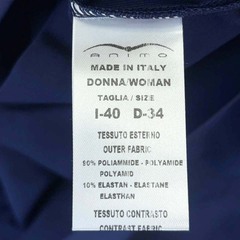 ANIMO
MADE IN ITALY
DONNA/WOMAN
TAGLIA / SIZE
I-40 D-34
TESSUTO ESTERNO
OUTER FABRIC
90% POLIAMMIDE - POLYAMIDE
POLYAMID
10% ELASTAN - ELASTANE
ELASTHAN
TESSUTO CONTRASTO
CONTRAST FABRIC